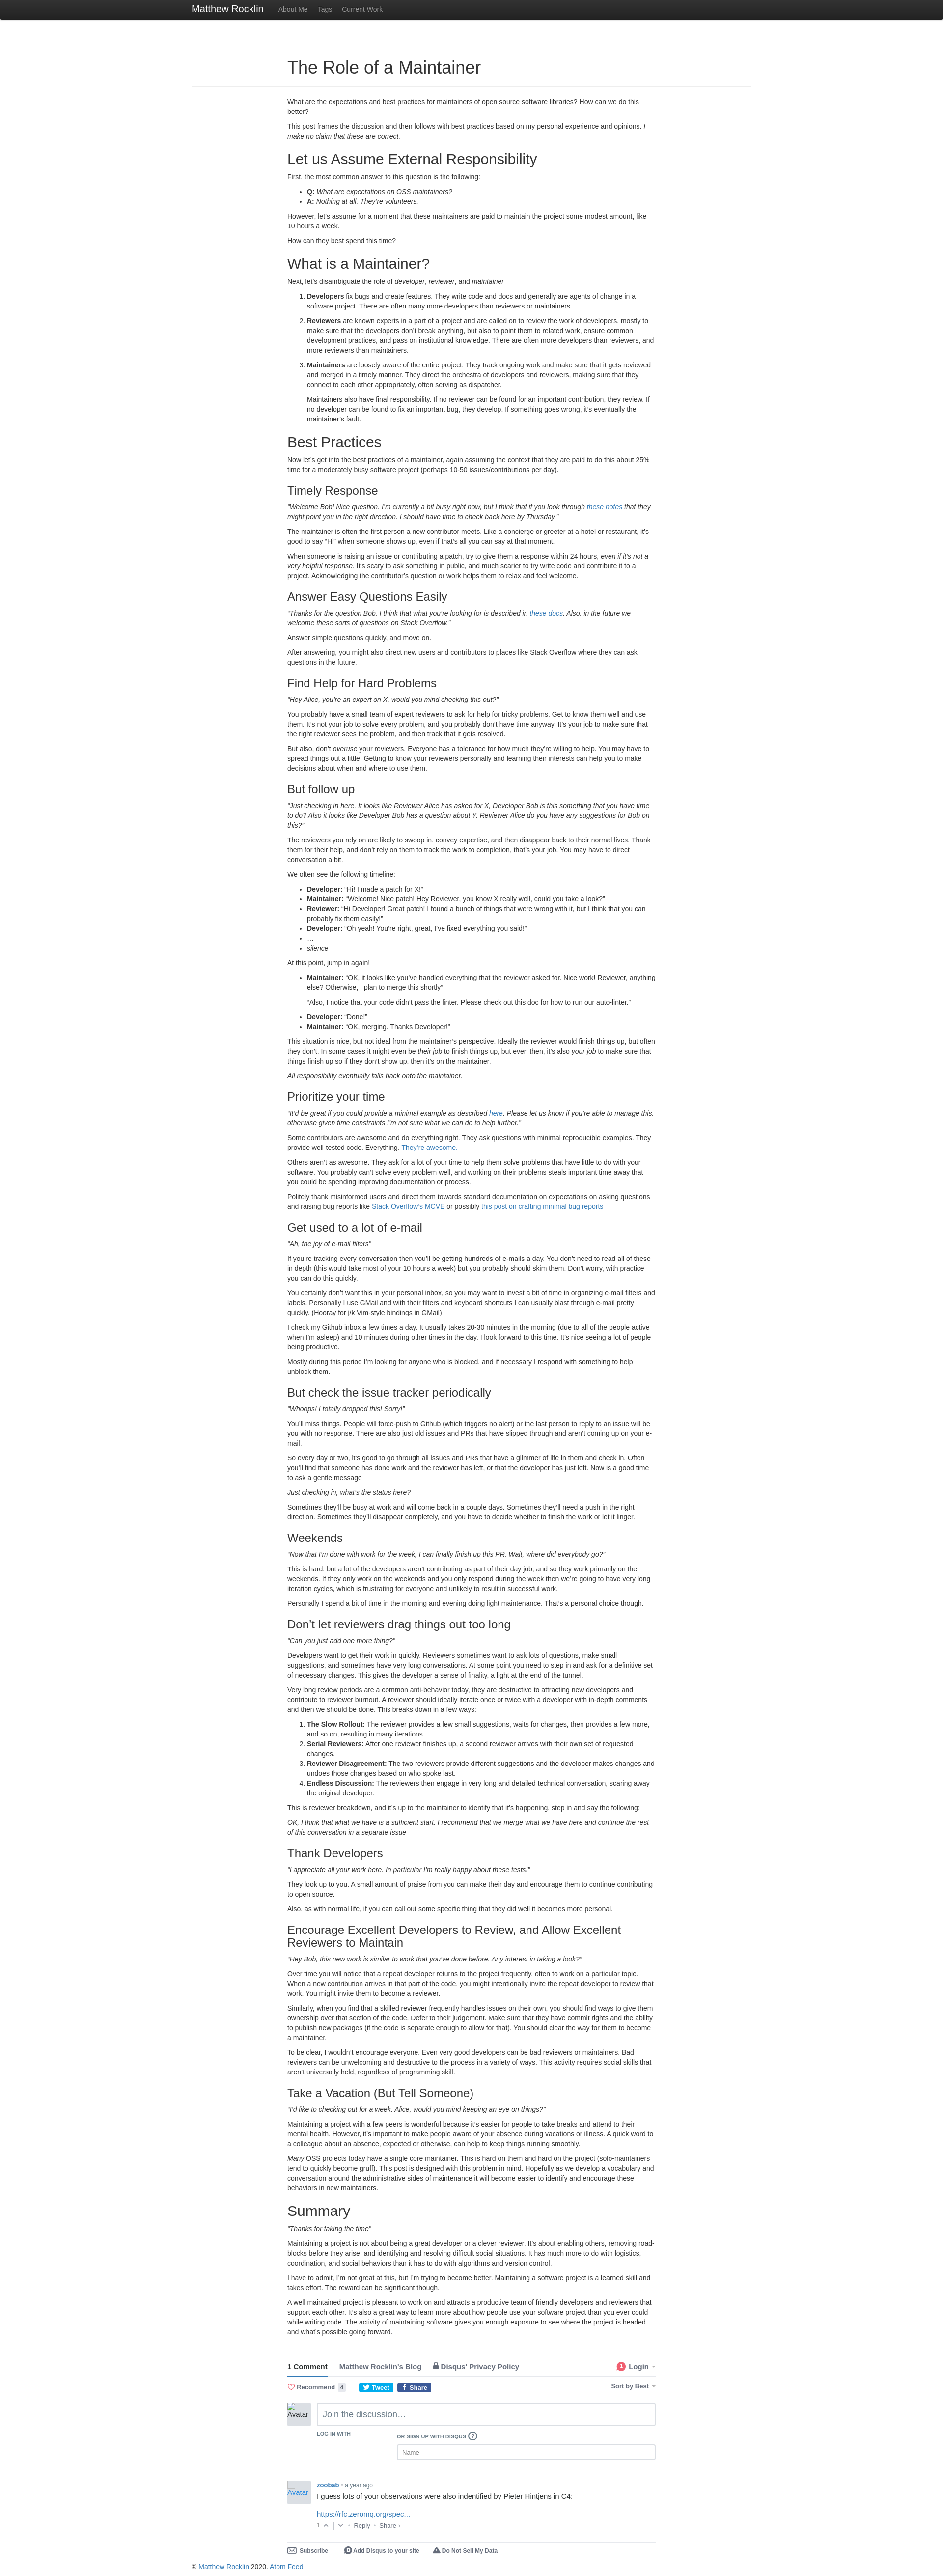 Matthew Rocklin About Me Tags Current Work
The Role of a Maintainer
What are the expectations and best practices for maintainers of open source software libraries? How can we do this
better?
This post frames the discussion and then follows with best practices based on my personal experience and opinions. I
make no claim that these are correct.
Let us Assume External Responsibility
First, the most common answer to this question is the following:
• Q: What are expectations on OSS maintainers?
• A: Nothing at all. They're volunteers.
However, let's assume for a moment that these maintainers are paid to maintain the project some modest amount, like
10 hours a week.
How can they best spend this time?
What is a Maintainer?
Next, let's disambiguate the role of developer, reviewer, and maintainer
1. Developers fix bugs and create features. They write code and docs and generally are agents of change in a
software project. There are often many more developers than reviewers or maintainers.
2. Reviewers are known experts in a part of a project and are called on to review the work of developers, mostly to
make sure that the developers don't break anything, but also to point them to related work, ensure common
development practices, and pass on institutional knowledge. There are often more developers than reviewers, and
more reviewers than maintainers.
3. Maintainers are loosely aware of the entire project. They track ongoing work and make sure that it gets reviewed
and merged in a timely manner. They direct the orchestra of developers and reviewers, making sure that they
connect to each other appropriately, often serving as dispatcher.
Maintainers also have final responsibility. If no reviewer can be found for an important contribution, they review. If
no developer can be found to fix an important bug, they develop. If something goes wrong, it's eventually the
maintainer's fault.
Best Practices
Now let's get into the best practices of a maintainer, again assuming the context that they are paid to do this about 25%
time for a moderately busy software project (perhaps 10-50 issues/contributions per day).
Timely Response
"Welcome Bob! Nice question. I'm currently a bit busy right now, but I think that if you look through these notes that they
might point you in the right direction. I should have time to check back here by Thursday."
The maintainer is often the first person a new contributor meets. Like a concierge or greeter at a hotel or restaurant, it's
good to say "Hi" when someone shows up, even if that's all you can say at that moment.
When someone is raising an issue or contributing a patch, try to give them a response within 24 hours, even if it's not a
very helpful response. It's scary to ask something in public, and much scarier to try write code and contribute it to a
project. Acknowledging the contributor's question or work helps them to relax and feel welcome.
Answer Easy Questions Easily
"Thanks for the question Bob. I think that what you're looking for is described in these docs. Also, in the future we
welcome these sorts of questions on Stack Overflow."
Answer simple questions quickly, and move on.
After answering, you might also direct new users and contributors to places like Stack Overflow where they can ask
questions in the future.
Find Help for Hard Problems
"Hey Alice, you're an expert on X, would you mind checking this out?"
You probably have a small team of expert reviewers to ask for help for tricky problems. Get to know them well and use
them. It's not your job to solve every problem, and you probably don't have time anyway. It's your job to make sure that
the right reviewer sees the problem, and then track that it gets resolved.
But also, don't overuse your reviewers. Everyone has a tolerance for how much they're willing to help. You may have to
spread things out a little. Getting to know your reviewers personally and learning their interests can help you to make
decisions about when and where to use them.
But follow up
"Just checking in here. It looks like Reviewer Alice has asked for X, Developer Bob is this something that you have time
to do? Also it looks like Developer Bob has a question about Y. Reviewer Alice do you have any suggestions for Bob on
this?"
The reviewers you rely on are likely to swoop in, convey expertise, and then disappear back to their normal lives. Thank
them for their help, and don't rely on them to track the work to completion, that's your job. You may have to direct
conversation a bit.
We often see the following timeline:
• Developer: "Hi! I made a patch for X!"
• Maintainer: "Welcome! Nice patch! Hey Reviewer, you know X really well, could you take a look?"
• Reviewer: "Hi Developer! Great patch! I found a bunch of things that were wrong with it, but I think that you can
probably fix them easily!"
• Developer: "Oh yeah! You're right, great, I've fixed everything you said!"
• …
• silence
At this point, jump in again!
• Maintainer: "OK, it looks like you've handled everything that the reviewer asked for. Nice work! Reviewer, anything
else? Otherwise, I plan to merge this shortly"
"Also, I notice that your code didn't pass the linter. Please check out this doc for how to run our auto-linter."
• Developer: "Done!"
• Maintainer: "OK, merging. Thanks Developer!"
This situation is nice, but not ideal from the maintainer's perspective. Ideally the reviewer would finish things up, but often
they don't. In some cases it might even be their job to finish things up, but even then, it's also your job to make sure that
things finish up so if they don't show up, then it's on the maintainer.
All responsibility eventually falls back onto the maintainer.
Prioritize your time
"It'd be great if you could provide a minimal example as described here. Please let us know if you're able to manage this.
otherwise given time constraints I'm not sure what we can do to help further."
Some contributors are awesome and do everything right. They ask questions with minimal reproducible examples. They
provide well-tested code. Everything. They're awesome.
Others aren't as awesome. They ask for a lot of your time to help them solve problems that have little to do with your
software. You probably can't solve every problem well, and working on their problems steals important time away that
you could be spending improving documentation or process.
Politely thank misinformed users and direct them towards standard documentation on expectations on asking questions
and raising bug reports like Stack Overflow's MCVE or possibly this post on crafting minimal bug reports
Get used to a lot of e-mail
"Ah, the joy of e-mail filters"
If you're tracking every conversation then you'll be getting hundreds of e-mails a day. You don't need to read all of these
in depth (this would take most of your 10 hours a week) but you probably should skim them. Don't worry, with practice
you can do this quickly.
You certainly don't want this in your personal inbox, so you may want to invest a bit of time in organizing e-mail filters and
labels. Personally I use GMail and with their filters and keyboard shortcuts I can usually blast through e-mail pretty
quickly. (Hooray for j/k Vim-style bindings in GMail)
I check my Github inbox a few times a day. It usually takes 20-30 minutes in the morning (due to all of the people active
when I'm asleep) and 10 minutes during other times in the day. I look forward to this time. It's nice seeing a lot of people
being productive.
Mostly during this period I'm looking for anyone who is blocked, and if necessary I respond with something to help
unblock them.
But check the issue tracker periodically
"Whoops! I totally dropped this! Sorry!"
You'll miss things. People will force-push to Github (which triggers no alert) or the last person to reply to an issue will be
you with no response. There are also just old issues and PRs that have slipped through and aren't coming up on your e-
mail.
So every day or two, it's good to go through all issues and PRs that have a glimmer of life in them and check in. Often
you'll find that someone has done work and the reviewer has left, or that the developer has just left. Now is a good time
to ask a gentle message
Just checking in, what's the status here?
Sometimes they'll be busy at work and will come back in a couple days. Sometimes they'll need a push in the right
direction. Sometimes they'll disappear completely, and you have to decide whether to finish the work or let it linger.
Weekends
"Now that I'm done with work for the week, I can finally finish up this PR. Wait, where did everybody go?"
This is hard, but a lot of the developers aren't contributing as part of their day job, and so they work primarily on the
weekends. If they only work on the weekends and you only respond during the week then we're going to have very long
iteration cycles, which is frustrating for everyone and unlikely to result in successful work.
Personally I spend a bit of time in the morning and evening doing light maintenance. That's a personal choice though.
Don't let reviewers drag things out too long
"Can you just add one more thing?"
Developers want to get their work in quickly. Reviewers sometimes want to ask lots of questions, make small
suggestions, and sometimes have very long conversations. At some point you need to step in and ask for a definitive set
of necessary changes. This gives the developer a sense of finality, a light at the end of the tunnel.
Very long review periods are a common anti-behavior today, they are destructive to attracting new developers and
contribute to reviewer burnout. A reviewer should ideally iterate once or twice with a developer with in-depth comments
and then we should be done. This breaks down in a few ways:
1. The Slow Rollout: The reviewer provides a few small suggestions, waits for changes, then provides a few more,
and so on, resulting in many iterations.
2. Serial Reviewers: After one reviewer finishes up, a second reviewer arrives with their own set of requested
changes.
3. Reviewer Disagreement: The two reviewers provide different suggestions and the developer makes changes and
undoes those changes based on who spoke last.
4. Endless Discussion: The reviewers then engage in very long and detailed technical conversation, scaring away
the original developer.
This is reviewer breakdown, and it's up to the maintainer to identify that it's happening, step in and say the following:
OK, I think that what we have is a sufficient start. I recommend that we merge what we have here and continue the rest
of this conversation in a separate issue
Thank Developers
"I appreciate all your work here. In particular I'm really happy about these tests!"
They look up to you. A small amount of praise from you can make their day and encourage them to continue contributing
to open source.
Also, as with normal life, if you can call out some specific thing that they did well it becomes more personal.
Encourage Excellent Developers to Review, and Allow Excellent
Reviewers to Maintain
"Hey Bob, this new work is similar to work that you've done before. Any interest in taking a look?"
Over time you will notice that a repeat developer returns to the project frequently, often to work on a particular topic.
When a new contribution arrives in that part of the code, you might intentionally invite the repeat developer to review that
work. You might invite them to become a reviewer.
Similarly, when you find that a skilled reviewer frequently handles issues on their own, you should find ways to give them
ownership over that section of the code. Defer to their judgement. Make sure that they have commit rights and the ability
to publish new packages (if the code is separate enough to allow for that). You should clear the way for them to become
a maintainer.
To be clear, I wouldn't encourage everyone. Even very good developers can be bad reviewers or maintainers. Bad
reviewers can be unwelcoming and destructive to the process in a variety of ways. This activity requires social skills that
aren't universally held, regardless of programming skill.
Take a Vacation (But Tell Someone)
"I'd like to checking out for a week. Alice, would you mind keeping an eye on things?"
Maintaining a project with a few peers is wonderful because it's easier for people to take breaks and attend to their
mental health. However, it's important to make people aware of your absence during vacations or illness. A quick word to
a colleague about an absence, expected or otherwise, can help to keep things running smoothly.
Many OSS projects today have a single core maintainer. This is hard on them and hard on the project (solo-maintainers
tend to quickly become gruff). This post is designed with this problem in mind. Hopefully as we develop a vocabulary and
conversation around the administrative sides of maintenance it will become easier to identify and encourage these
behaviors in new maintainers.
Summary
"Thanks for taking the time"
Maintaining a project is not about being a great developer or a clever reviewer. It's about enabling others, removing road-
blocks before they arise, and identifying and resolving difficult social situations. It has much more to do with logistics,
coordination, and social behaviors than it has to do with algorithms and version control.
I have to admit, I'm not great at this, but I'm trying to become better. Maintaining a software project is a learned skill and
takes effort. The reward can be significant though.
A well maintained project is pleasant to work on and attracts a productive team of friendly developers and reviewers that
support each other. It's also a great way to learn more about how people use your software project than you ever could
while writing code. The activity of maintaining software gives you enough exposure to see where the project is headed
and what's possible going forward.
1 Comment Matthew Rocklin's Blog Disqus' Privacy Policy 1 Login
Recommend 4 Tweet Share Sort by Best
Avatar Join the discussion…
LOG IN WITH
OR SIGN UP WITH DISQUS ?
Name
Avatar zoobab • a year ago
I guess lots of your observations were also indentified by Pieter Hintjens in C4:
https://rfc.zeromq.org/spec...
1 • Reply • Share ›
Subscribe Add Disqus to your site Do Not Sell My Data
© Matthew Rocklin 2020. Atom Feed